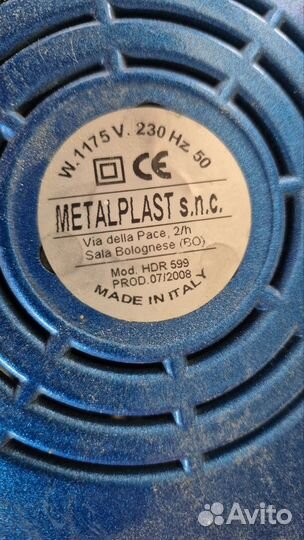 W. 1175 V. 230 Hz 50
CE
METALPLAST s.n.c.
Via della Pace, 2/h
Sala Bolognese (BO)
Mod. HDR 599
PROD.07/2008
MADE IN ITALY
Avito